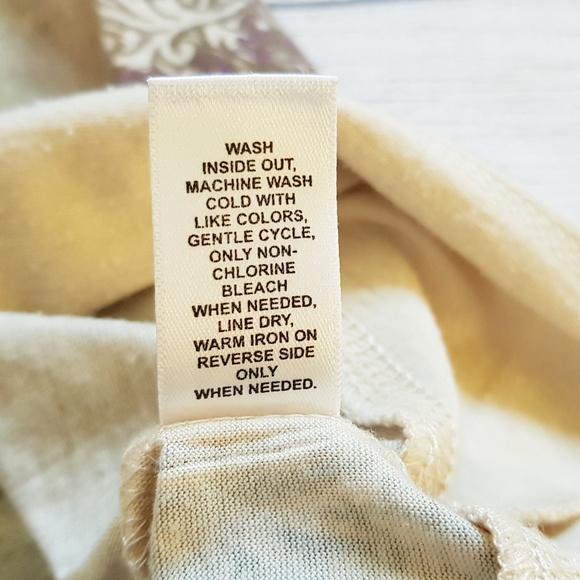 WASH
INSIDE OUT,
MACHINE WASH
COLD WITH
LIKE COLORS,
GENTLE CYCLE,
ONLY NON-
CHLORINE
BLEACH
WHEN NEEDED,
LINE DRY,
WARM IRON ON
REVERSE SIDE
ONLY
WHEN NEEDED.